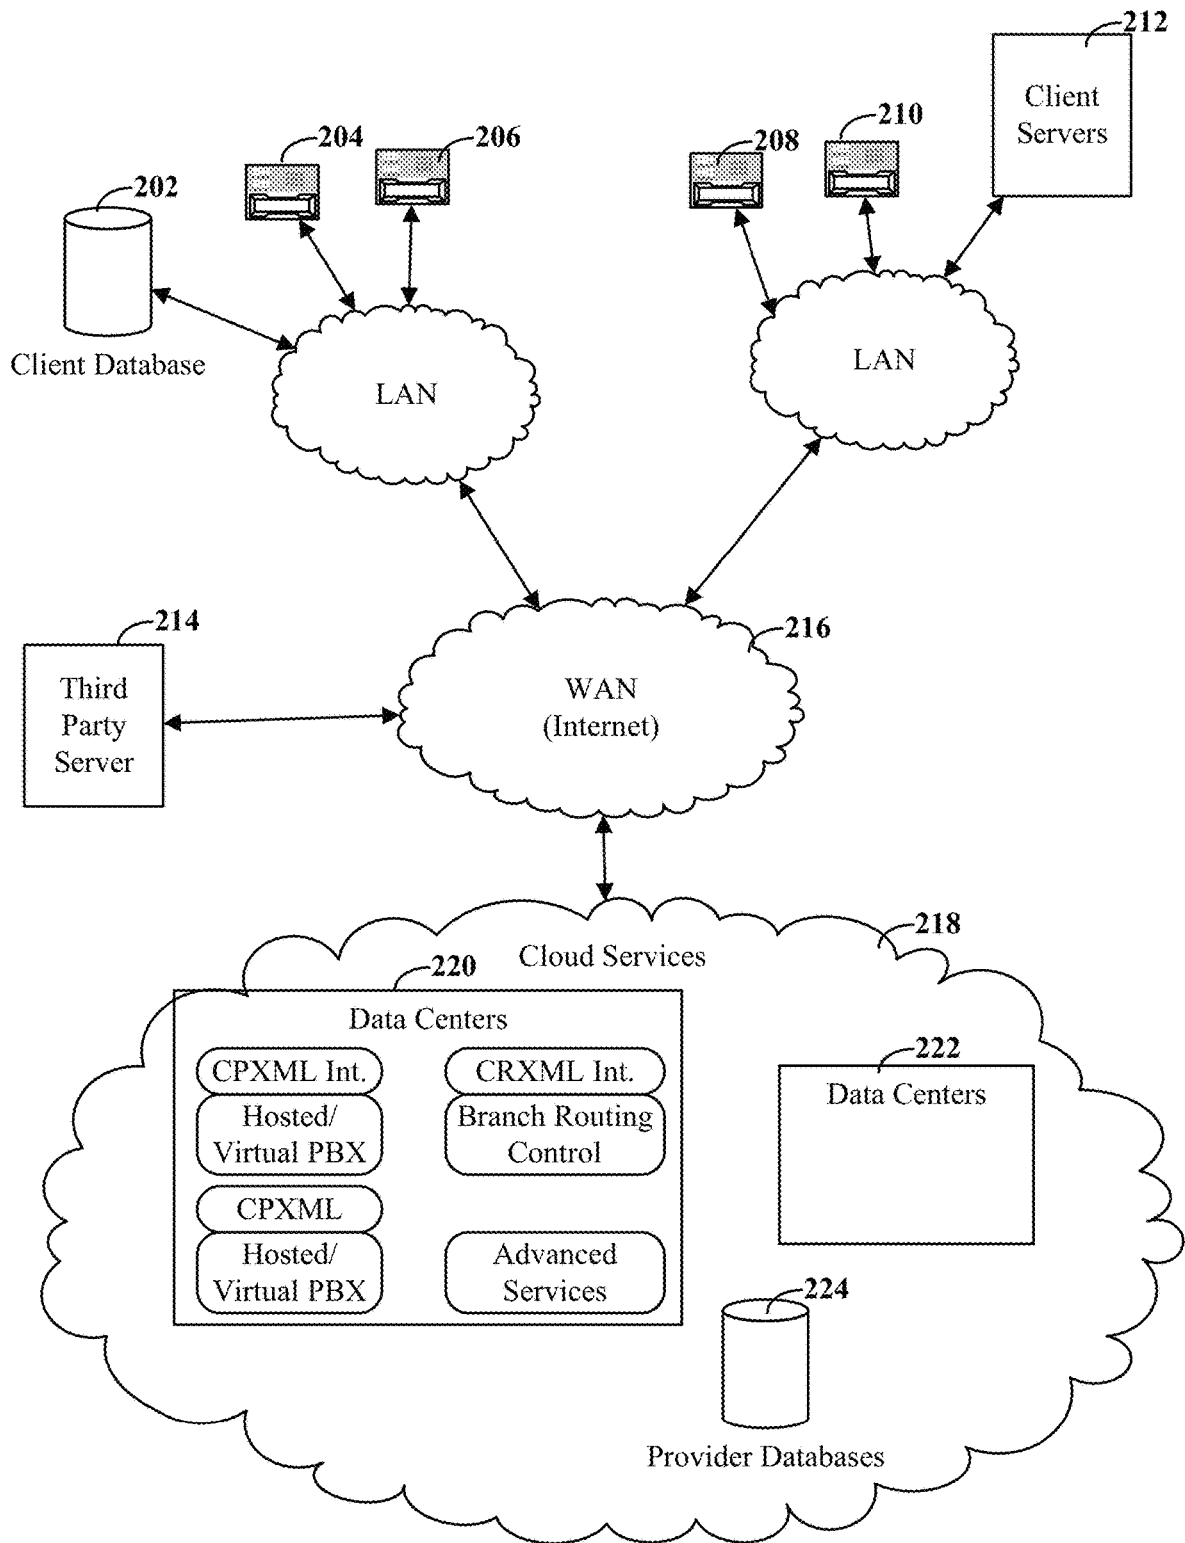 212
Client
Servers
204
206
208
210
202
Client Database
LAN
LAN
214
Third
Party
Server
216
WAN
(Internet)
218
Cloud Services
220
Data Centers
CPXML Int.
Hosted/
Virtual PBX
CRXML Int.
Branch Routing
Control
CPXML
Hosted/
Virtual PBX
Advanced
Services
222
Data Centers
224
Provider Databases